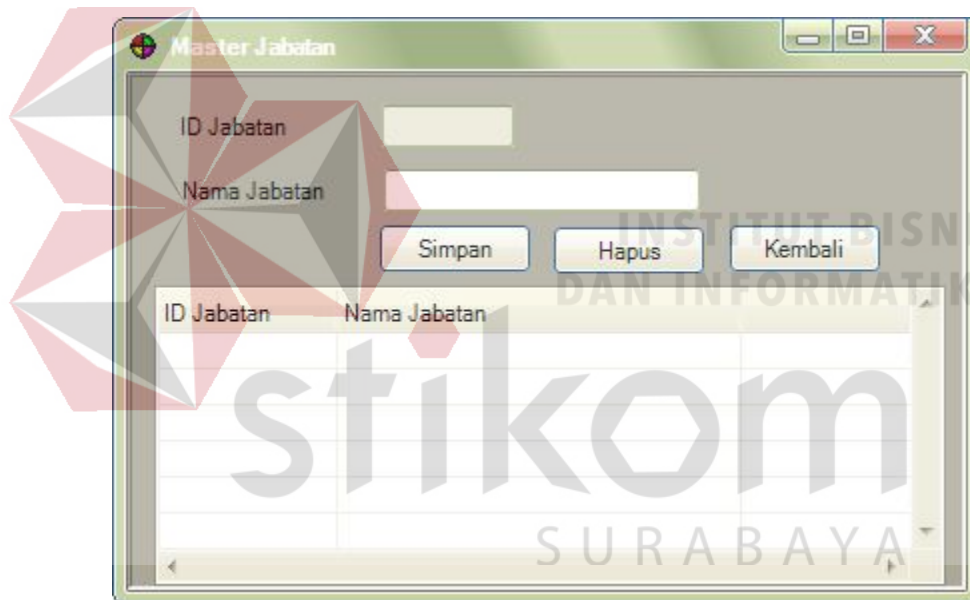 Master Jabatan
ID Jabatan
Nama Jabatan
Simpan Hapus Kembali
INSTITUT BISN
DAN INFORMATIK
ID Jabatan Nama Jabatan
stikom
SURABAYA